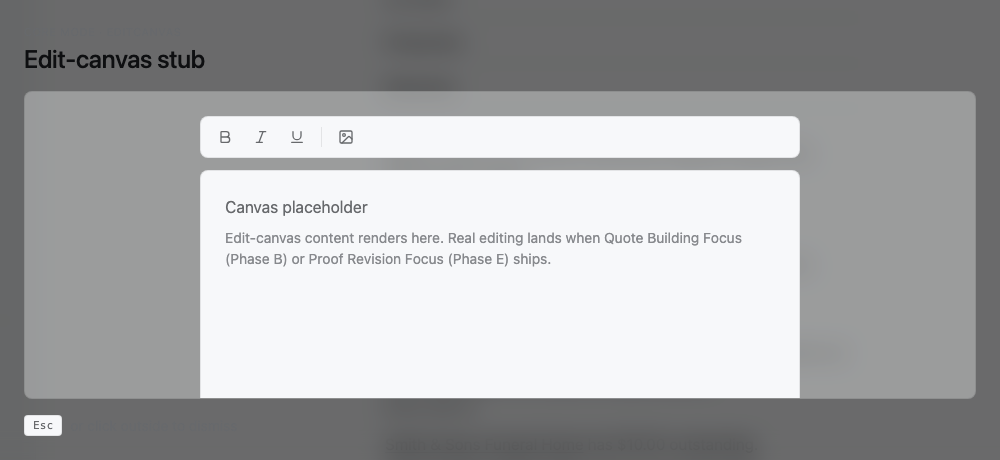 Edit-canvas stub
B I U
Canvas placeholder
Edit-canvas content renders here. Real editing lands when Quote Building Focus
(Phase B) or Proof Revision Focus (Phase E) ships.
Esc